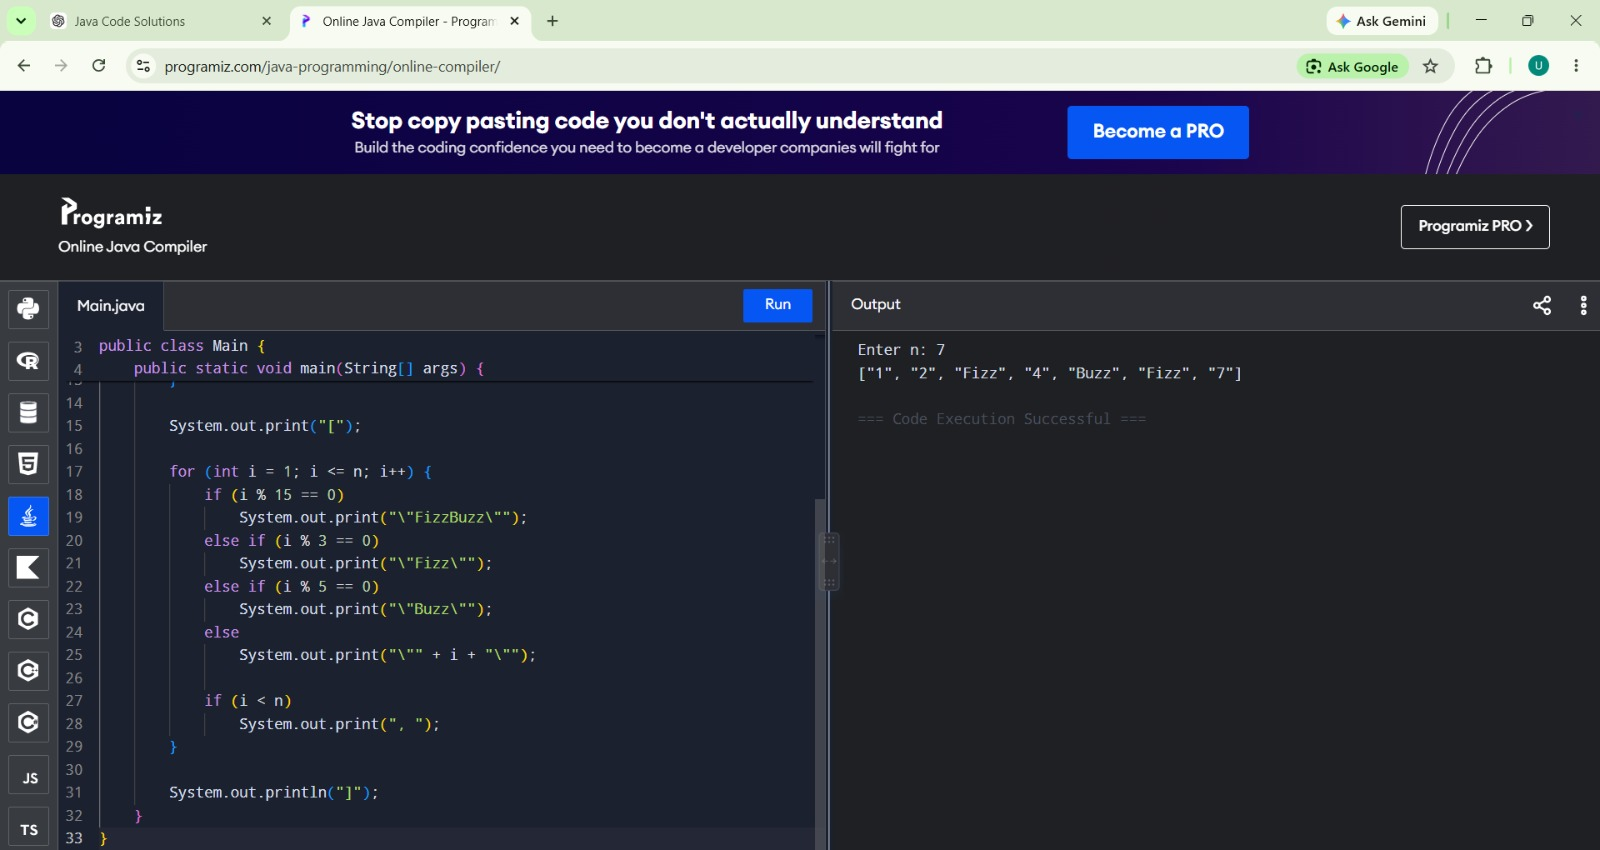 Java Code Solutions
Online Java Compiler - Program
Ask Gemini
programiz.com/java-programming/online-compiler/
Ask Google
U
Stop copy pasting code you don't actually understand
Build the coding confidence you need to become a developer companies will fight for
Become a PRO
Programiz
Online Java Compiler
Programiz PRO ›
Main.java
Run
Output
3 public class Main {
4 public static void main(String[] args) {
13 }
14
15 System.out.print("[");
16
17 for (int i = 1; i <= n; i++) {
18 if (i % 15 == 0)
19 System.out.print("\"FizzBuzz\"");
20 else if (i % 3 == 0)
21 System.out.print("\"Fizz\"");
22 else if (i % 5 == 0)
23 System.out.print("\"Buzz\"");
24 else
25 System.out.print("\"" + i + "\"");
26
27 if (i < n)
28 System.out.print(", ");
29 }
30
31 System.out.println("]");
32 }
33 }
JS
TS
Enter n: 7
["1", "2", "Fizz", "4", "Buzz", "Fizz", "7"]
=== Code Execution Successful ===